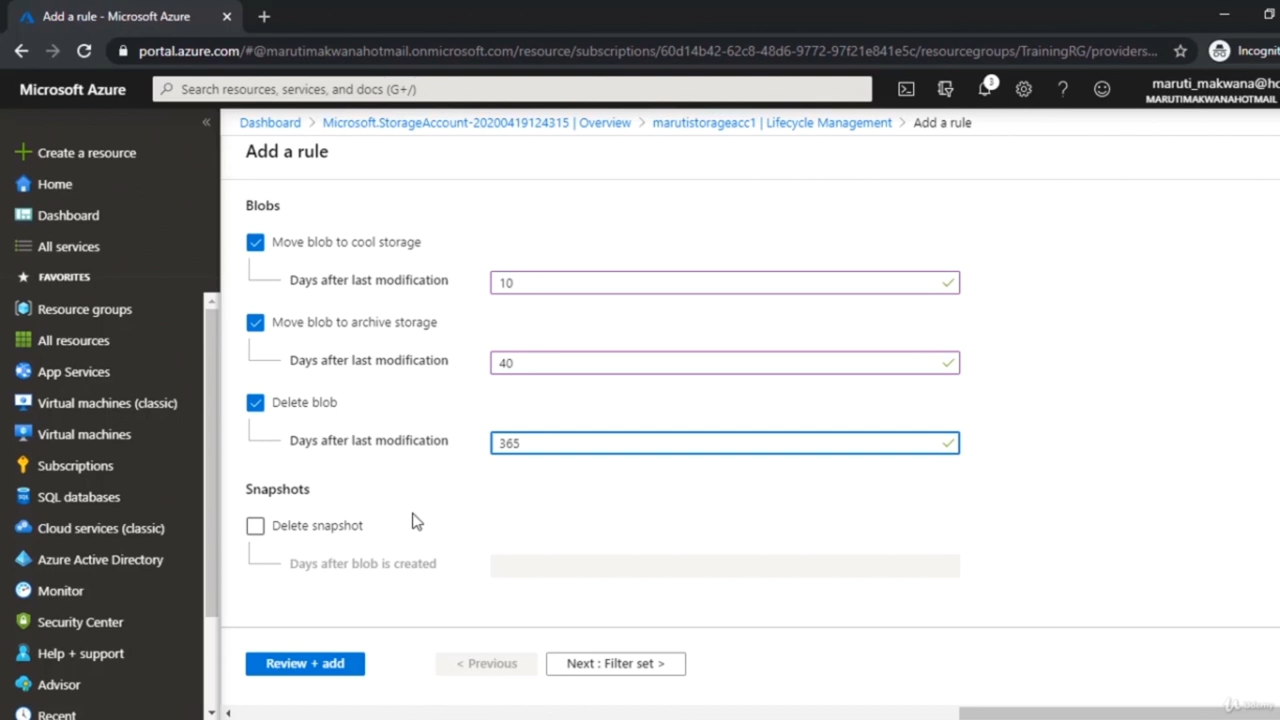 Add a rule - Microsoft Azure
portal.azure.com/#@marutimakwanahotmail.onmicrosoft.com/resource/subscriptions/60d14b42-62c8-48d6-9772-97f21e841e5c/resourcegroups/TrainingRG/providers...
Incognit
Microsoft Azure
Search resources, services, and docs (G+/)
3
maruti_makwana@ho
MARUTIMAKWANAHOTMAIL
Dashboard > Microsoft.StorageAccount-20200419124315 | Overview > marutistorageacc1 | Lifecycle Management > Add a rule
Add a rule
«
Create a resource
Home
Dashboard
All services
FAVORITES
Resource groups
All resources
App Services
Virtual machines (classic)
Virtual machines
Subscriptions
SQL databases
Cloud services (classic)
Azure Active Directory
Monitor
Security Center
Help + support
Advisor
Recent
Blobs
Move blob to cool storage
Days after last modification 10
Move blob to archive storage
Days after last modification 40
Delete blob
Days after last modification 365
Snapshots
Delete snapshot
Days after blob is created
Review + add
< Previous
Next : Filter set >
Udemy